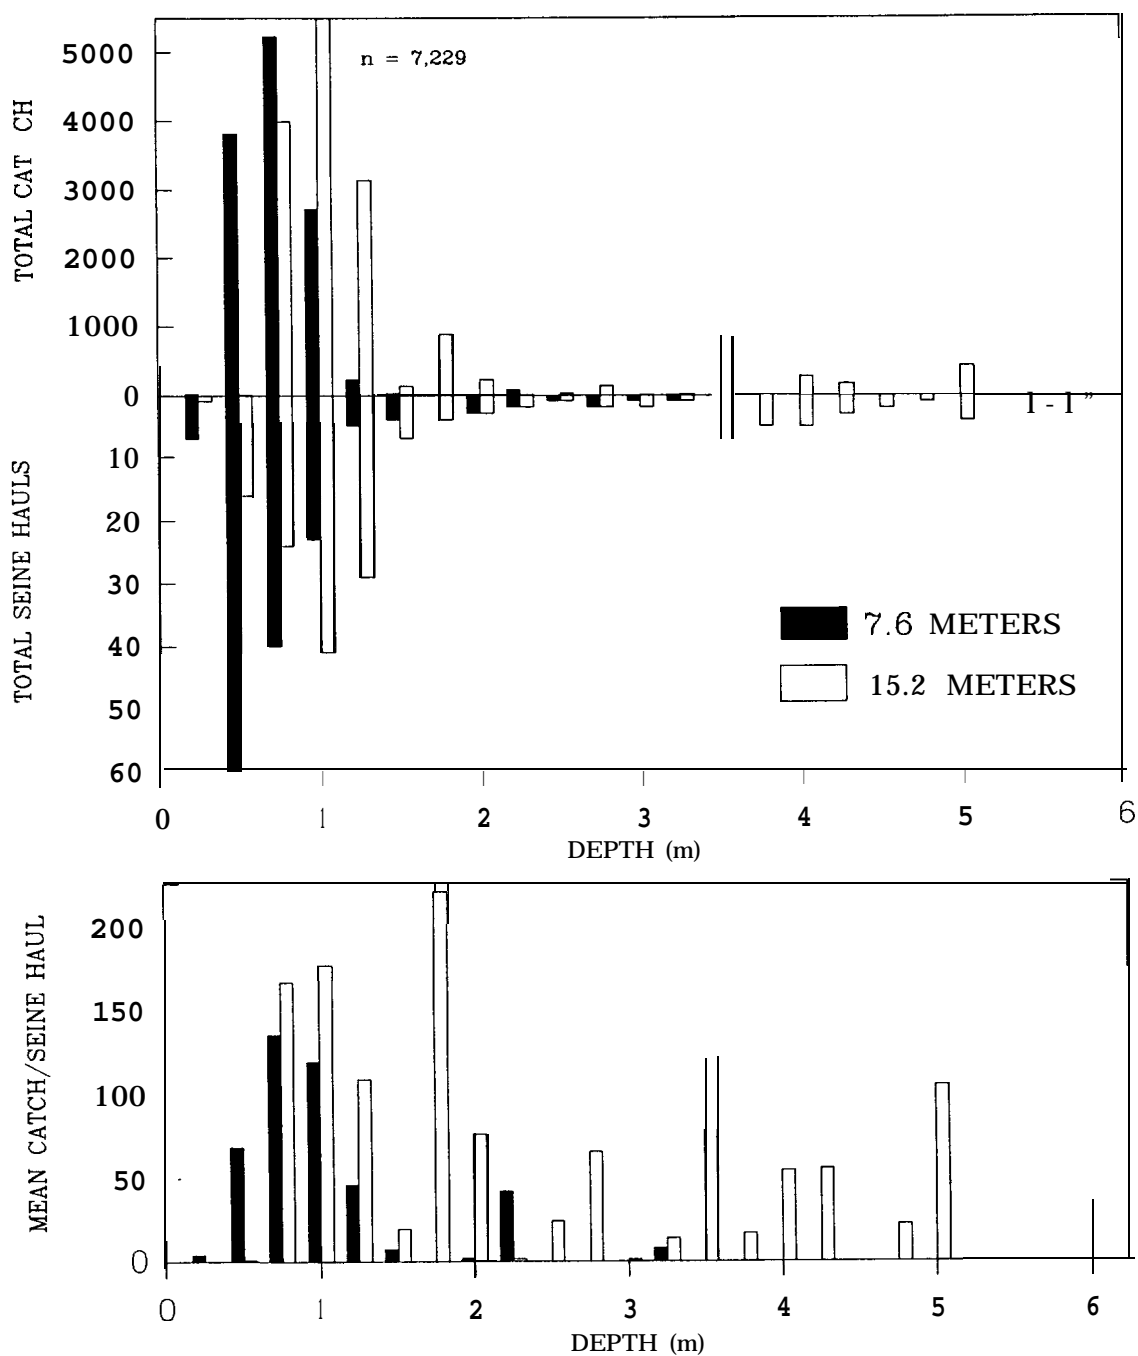 5000
4000
3000
2000
1000
0
10
20
30
40
50
60
TOTAL CAT CH
TOTAL SEINE HAULS
n = 7,229
l - l ”
7.6 METERS
15.2 METERS
0 1 2 3 4 5 6
DEPTH (m)
200
150
100
50
0
MEAN CATCH/SEINE HAUL
0 1 2 3 4 5 6
DEPTH (m)